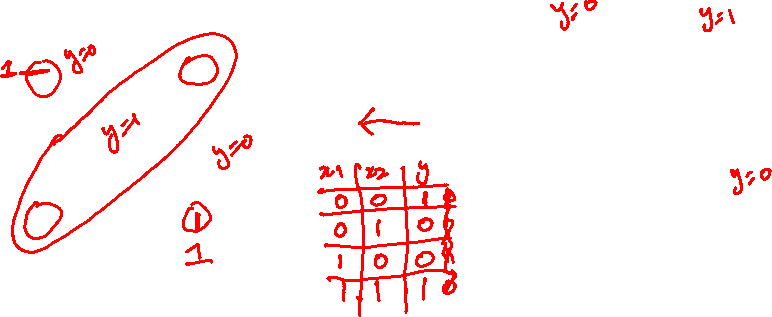 y=0 y=1
1 y=0
y=1
y=0
y=0
1
1
x1 x2 y
0 0 1
0 1 0
1 0 0
1 1 1